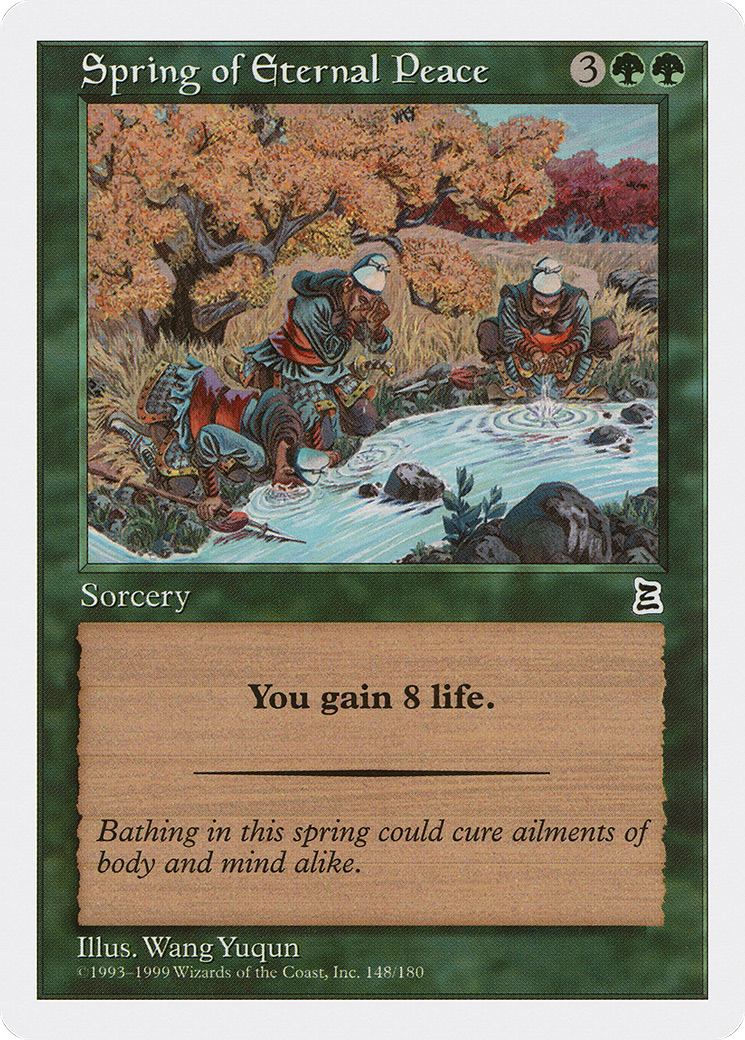 Spring of Eternal Peace 3
Sorcery
You gain 8 life.
Bathing in this spring could cure ailments of
body and mind alike.
Illus. Wang Yuqun
©1993–1999 Wizards of the Coast, Inc. 148/180